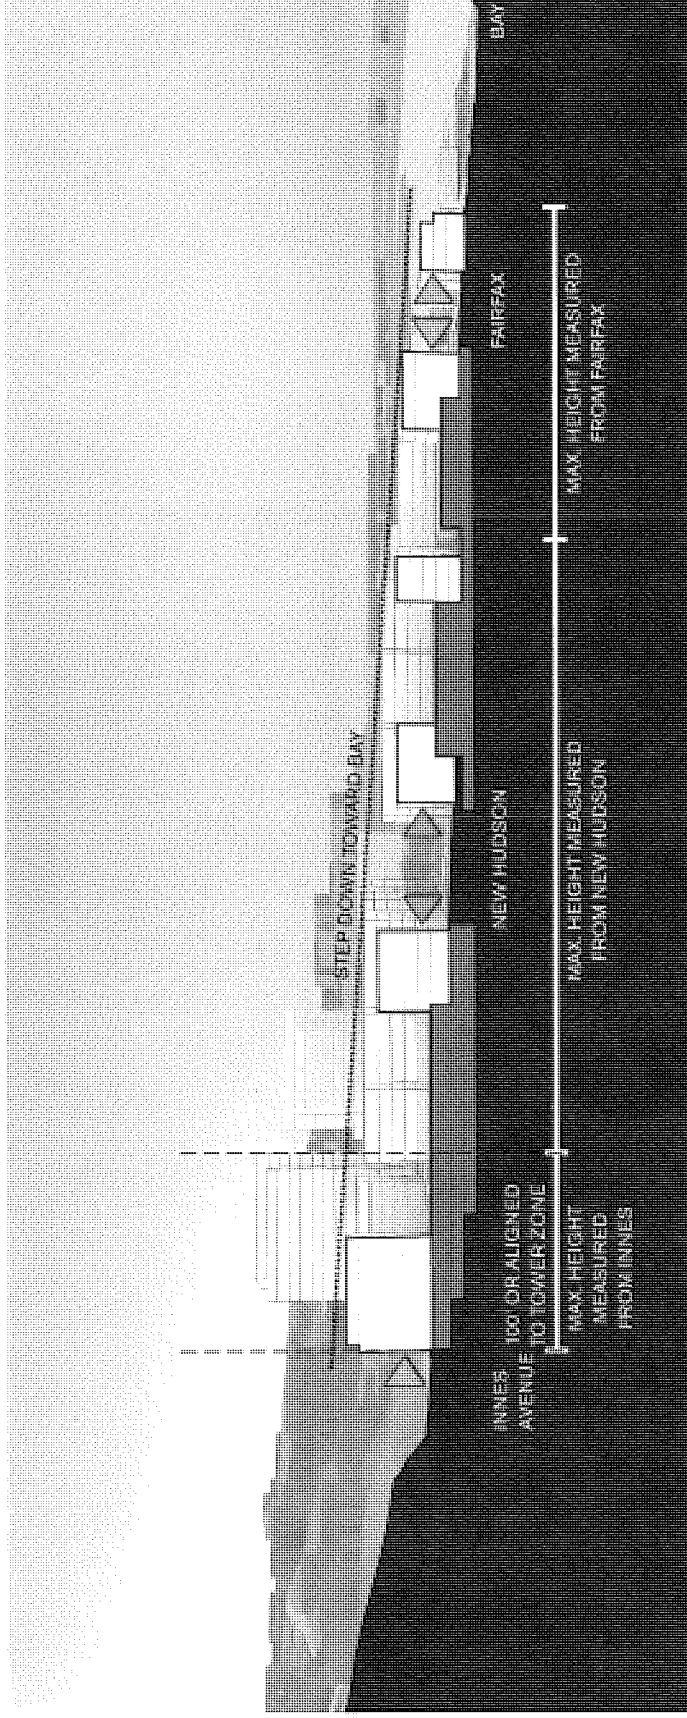 STEP DOWN TOWARD BAY
INNES
AVENUE
100' OR ALIGNED
TO TOWER ZONE
NEW HUDSON
FAIRFAX
BAY
MAX. HEIGHT
MEASURED
FROM INNES
MAX. HEIGHT MEASURED
FROM NEW HUDSON
MAX. HEIGHT MEASURED
FROM FAIRFAX